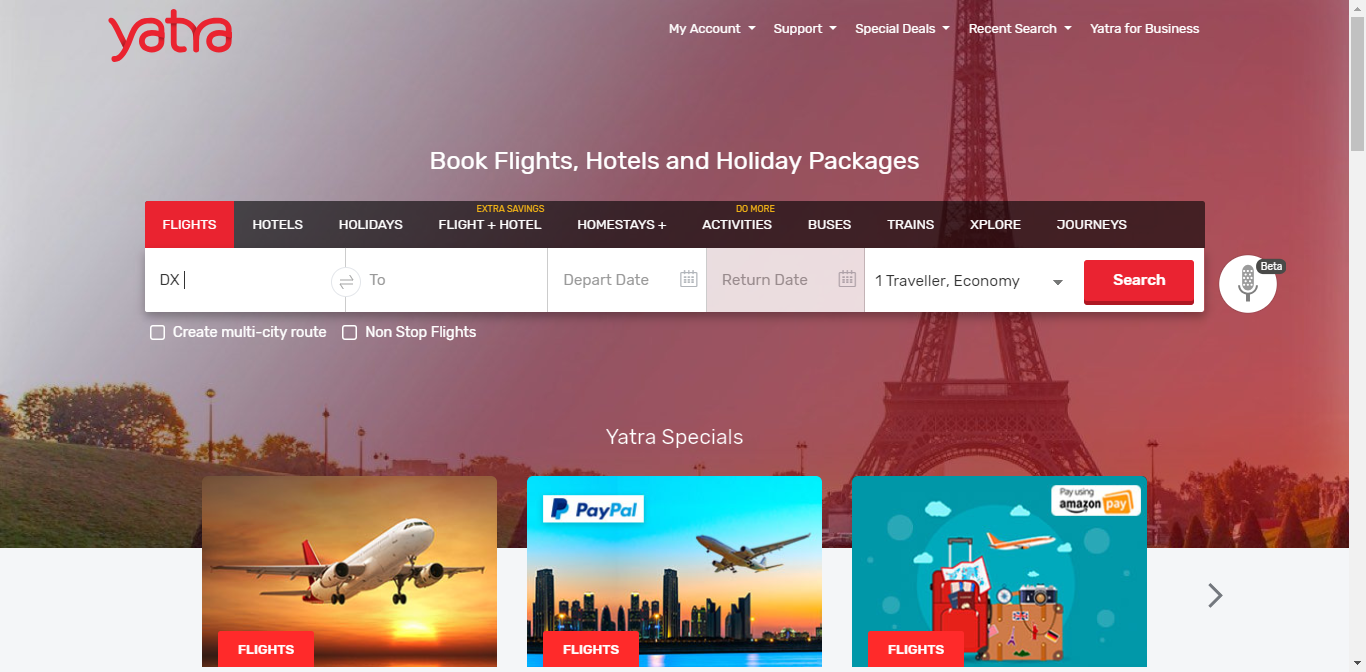 yatra
My Account Support Special Deals Recent Search Yatra for Business
Book Flights, Hotels and Holiday Packages
EXTRA SAVINGS DO MORE
FLIGHTS HOTELS HOLIDAYS FLIGHT + HOTEL HOMESTAYS + ACTIVITIES BUSES TRAINS XPLORE JOURNEYS
DX To Depart Date Return Date 1 Traveller, Economy Search
Beta
Create multi-city route Non Stop Flights
Yatra Specials
PayPal
Pay using
amazon pay
FLIGHTS FLIGHTS FLIGHTS